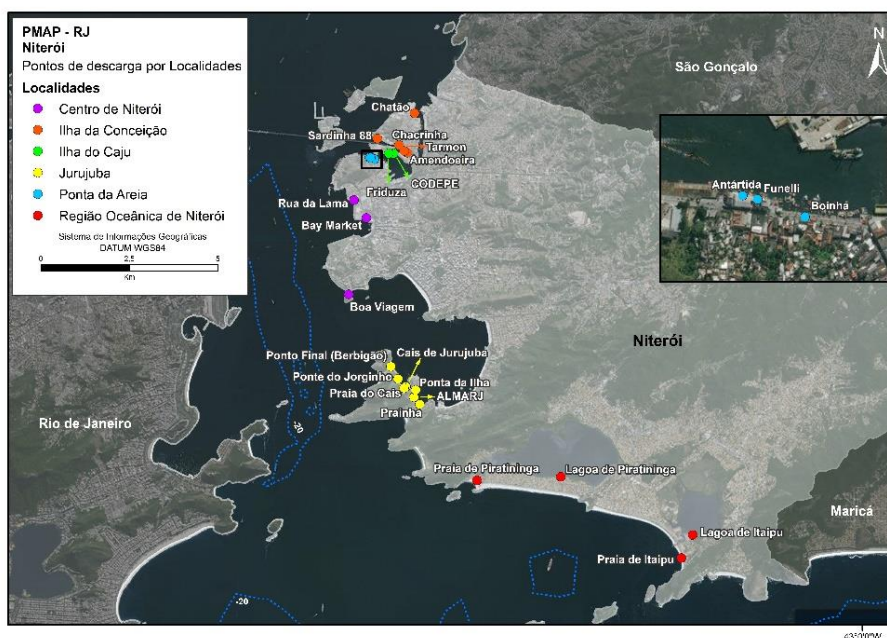 PMAP - RJ
Niterói
Pontos de descarga por Localidades
Localidades
Centro de Niterói
Ilha da Conceição
Ilha do Caju
Jurujuba
Ponta da Areia
Região Oceânica de Niterói
Sistema de Informações Geográficas
DATUM WGS84
0 2,5 5
Km
N
São Gonçalo
Chatão
Sardinha 88
Chacrinha
Tarmon
Amendoeira
CODEPE
Friduza
Rua da Lama
Bay Market
Boa Viagem
Antártida
Funelli
Boinha
Niterói
Ponto Final (Berbigão)
Cais de Jurujuba
Ponte do Jorginho
Ponta da Ilha
Praia do Cais
ALMARJ
Prainha
Rio de Janeiro
-20
Praia de Piratininga
Lagoa de Piratininga
Maricá
Lagoa de Itaipu
Praia de Itaipu
-20